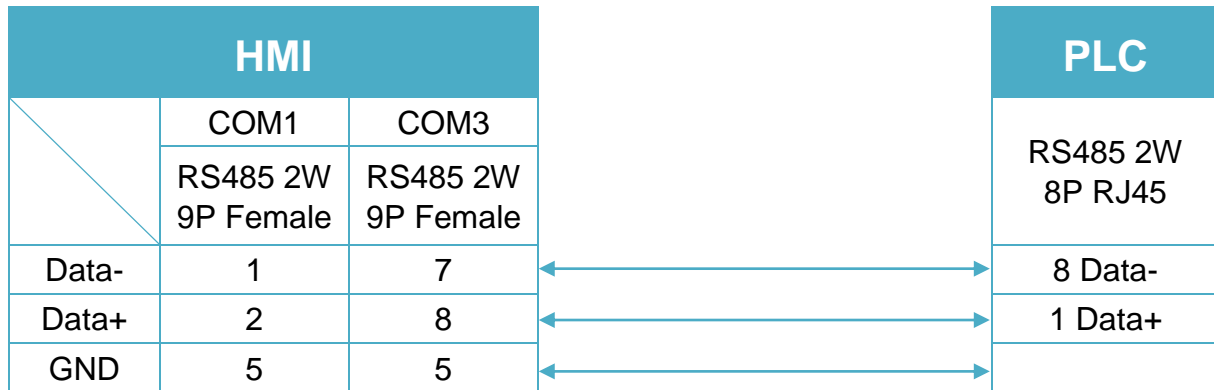 HMI
PLC
COM1 COM3
RS485 2W RS485 2W
9P Female 9P Female
RS485 2W
8P RJ45
Data- 1 7 8 Data-
Data+ 2 8 1 Data+
GND 5 5